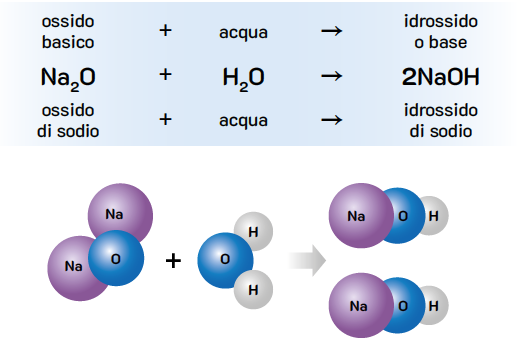 ossido basico + acqua → idrossido o base
Na₂O + H₂O → 2NaOH
ossido di sodio + acqua → idrossido di sodio
Na
Na
O
+
O
H
H
Na O H
Na O H